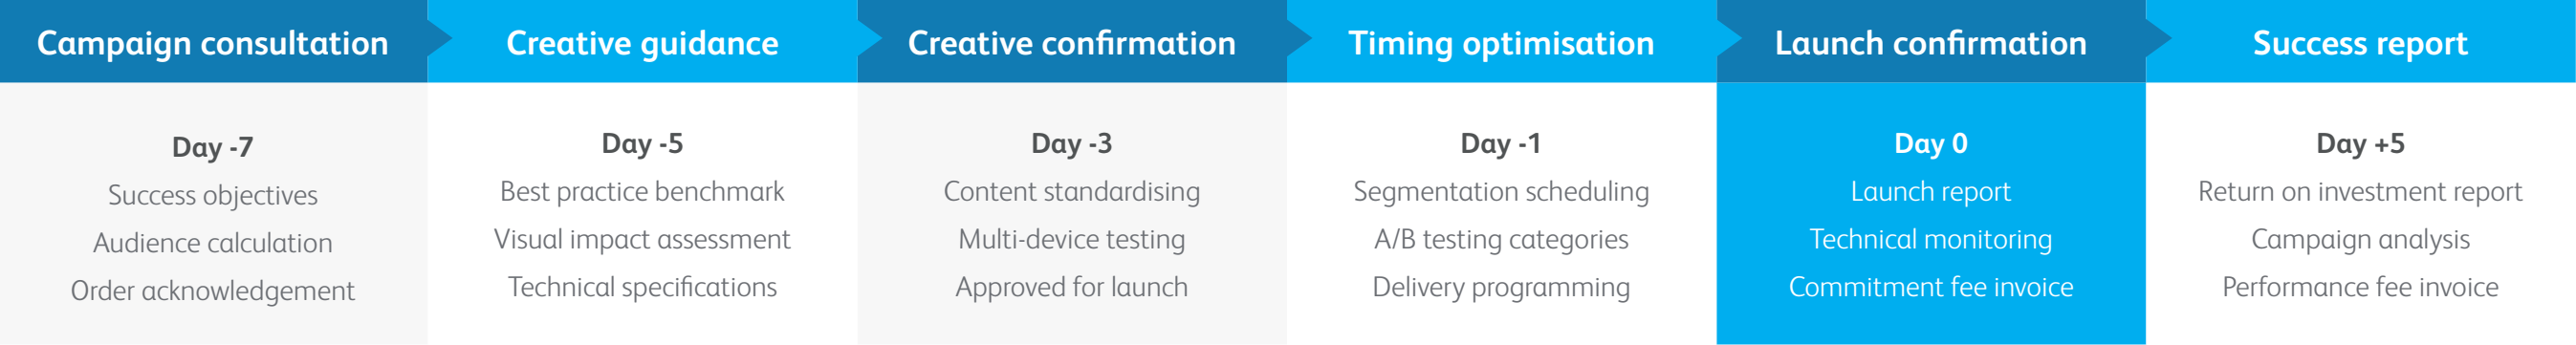 Campaign consultation
Day -7
Success objectives
Audience calculation
Order acknowledgement
Creative guidance
Day -5
Best practice benchmark
Visual impact assessment
Technical specifications
Creative confirmation
Day -3
Content standardising
Multi-device testing
Approved for launch
Timing optimisation
Day -1
Segmentation scheduling
A/B testing categories
Delivery programming
Launch confirmation
Day 0
Launch report
Technical monitoring
Commitment fee invoice
Success report
Day +5
Return on investment report
Campaign analysis
Performance fee invoice